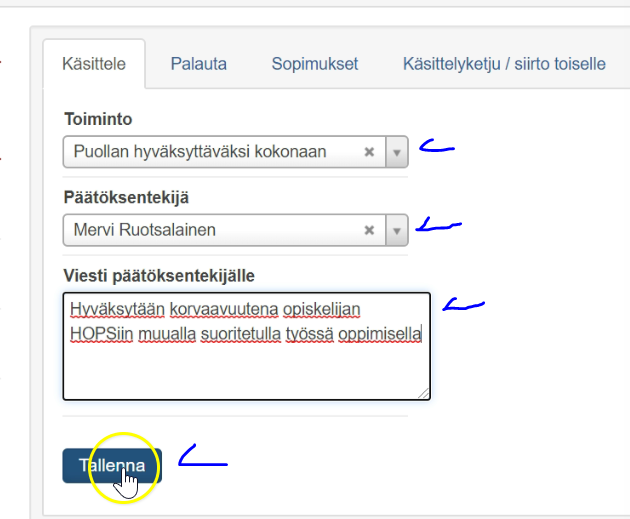 Käsittele Palauta Sopimukset Käsittelyketju / siirto toiselle
Toiminto
Puollan hyväksyttäväksi kokonaan
Päätöksentekijä
Mervi Ruotsalainen
Viesti päätöksentekijälle
Hyväksytään korvaavuutena opiskelijan
HOPSiin muualla suoritetulla työssä oppimisella
Tallenna